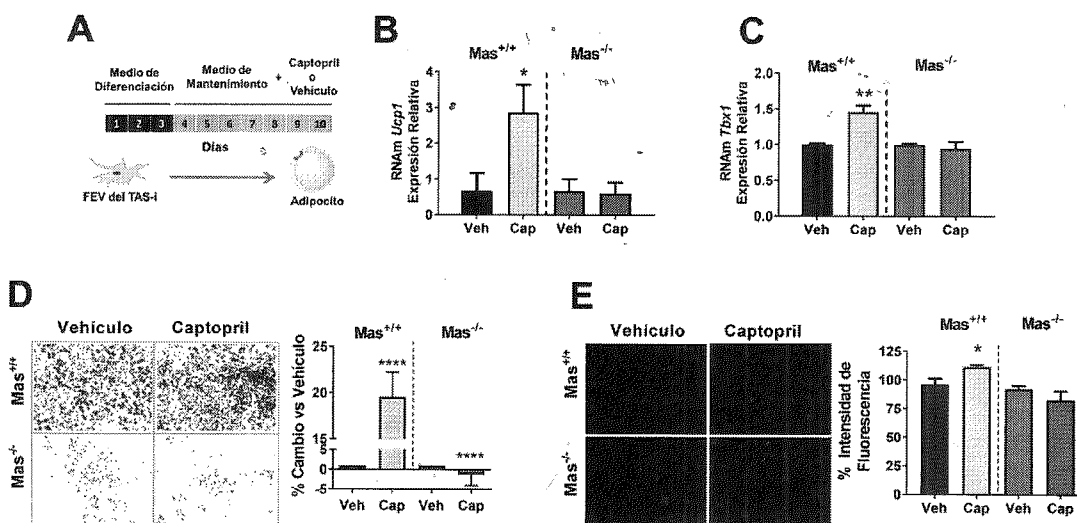 A
Medio de Diferenciación
Medio de Mantenimiento + Captopril o Vehículo
1 2 3 4 5 6 7 8 9 10
Días
FEV del TAS-i
Adipocito
B
Mas+/+ Mas-/-
RNAm Ucp1
Expresión Relativa
4
3
2
1
0
*
Veh Cap Veh Cap
C
Mas+/+ Mas-/-
RNAm Tbx1
Expresión Relativa
2.0
1.5
1.0
0.5
0.0
**
Veh Cap Veh Cap
D
Vehículo Captopril
Mas+/+
Mas-/-
Mas+/+ Mas-/-
% Cambio vs Vehículo
25
20
15
5
0
-5
****
****
Veh Cap Veh Cap
E
Vehículo Captopril
Mas+/+
Mas-/-
Mas+/+ Mas-/-
% Intensidad de
Fluorescencia
125
100
75
50
25
0
*
Veh Cap Veh Cap